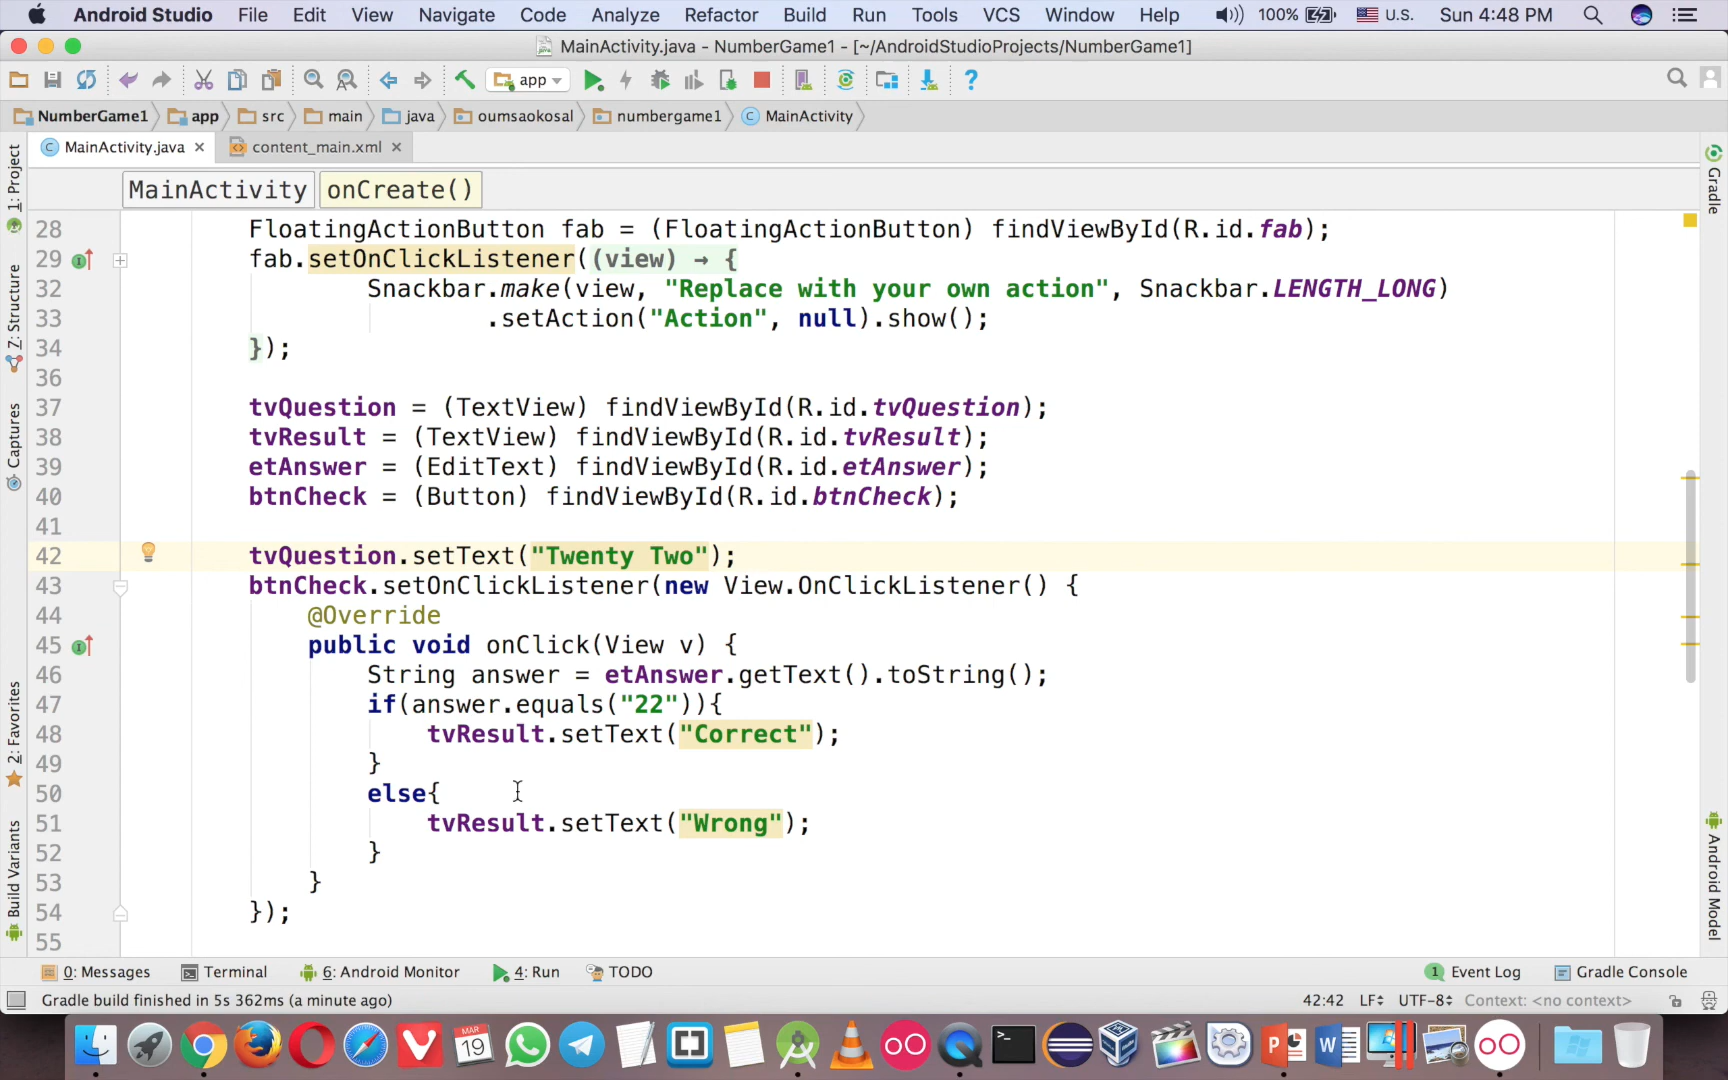 Android Studio File Edit View Navigate Code Analyze Refactor Build Run Tools VCS Window Help 100% U.S. Sun 4:48 PM
MainActivity.java - NumberGame1 - [~/AndroidStudioProjects/NumberGame1]
app
NumberGame1 app src main java oumsaokosal numbergame1 MainActivity
MainActivity.java content_main.xml
MainActivity onCreate()
1: Project
Z: Structure
Captures
2: Favorites
Build Variants
28 FloatingActionButton fab = (FloatingActionButton) findViewById(R.id.fab);
29 fab.setOnClickListener((view) → {
32 Snackbar.make(view, "Replace with your own action", Snackbar.LENGTH_LONG)
33 .setAction("Action", null).show();
34 });
36
37 tvQuestion = (TextView) findViewById(R.id.tvQuestion);
38 tvResult = (TextView) findViewById(R.id.tvResult);
39 etAnswer = (EditText) findViewById(R.id.etAnswer);
40 btnCheck = (Button) findViewById(R.id.btnCheck);
41
42 tvQuestion.setText("Twenty Two");
43 btnCheck.setOnClickListener(new View.OnClickListener() {
44 @Override
45 public void onClick(View v) {
46 String answer = etAnswer.getText().toString();
47 if(answer.equals("22")){
48 tvResult.setText("Correct");
49 }
50 else{
51 tvResult.setText("Wrong");
52 }
53 }
54 });
55
Gradle
Android Model
0: Messages Terminal 6: Android Monitor 4: Run TODO 1 Event Log Gradle Console
Gradle build finished in 5s 362ms (a minute ago) 42:42 LF UTF-8 Context: <no context>
MAR
19